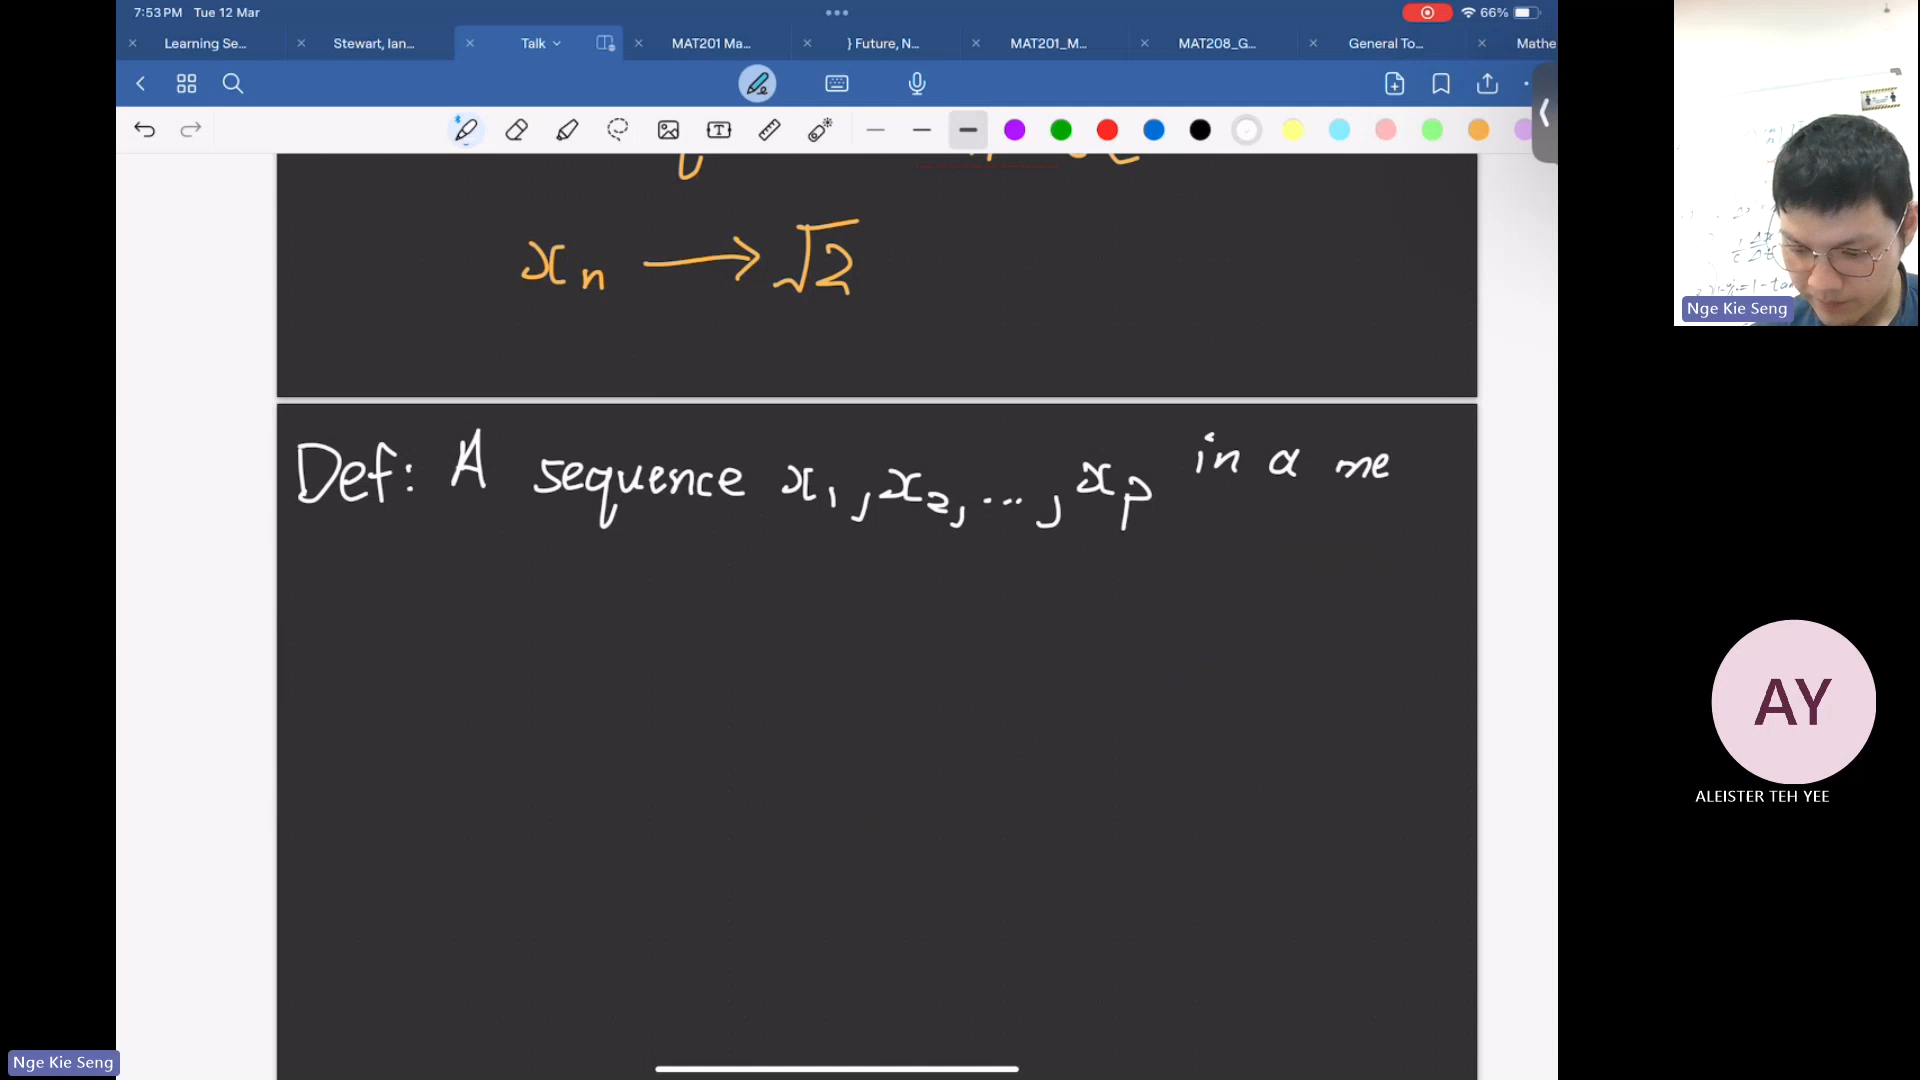 7:53 PM Tue 12 Mar
66%
Learning Se... Stewart, Ian... Talk MAT201 Ma... } Future, N... MAT201_M... MAT208_G... General To... Mathe
xₙ ⟶ √2
Def: A sequence x₁, x₂, ..., xₚ in a me
Nge Kie Seng
AY
ALEISTER TEH YEE
Nge Kie Seng